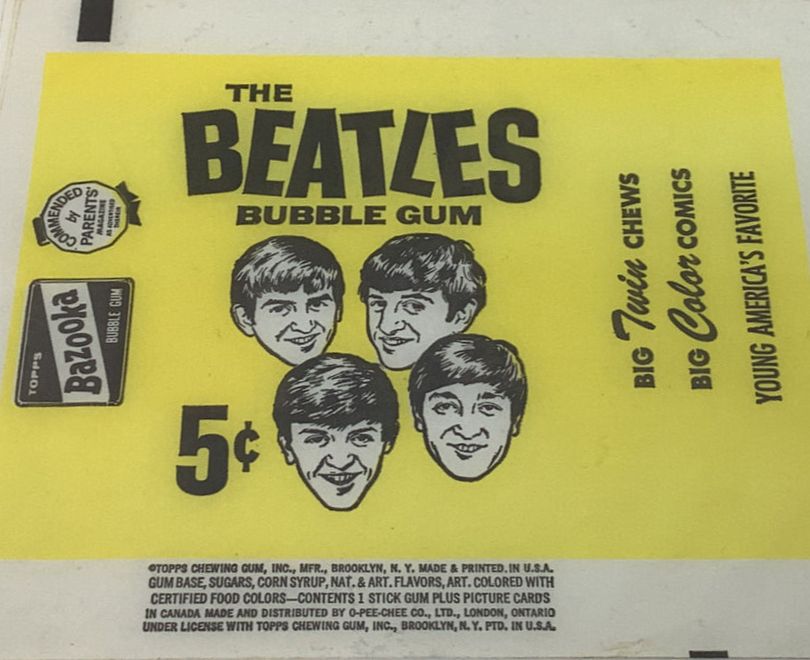 THE
BEATLES
BUBBLE GUM
COMMENDED
by
PARENTS'
MAGAZINE
AS ADVERTISED
THEREIN
TOPPS
Bazooka
BUBBLE GUM
5¢
BIG Twin CHEWS
BIG Color COMICS
YOUNG AMERICA'S FAVORITE
©TOPPS CHEWING GUM, INC., MFR., BROOKLYN, N. Y. MADE & PRINTED. IN U.S.A.
GUM BASE, SUGARS, CORN SYRUP, NAT. & ART. FLAVORS, ART. COLORED WITH
CERTIFIED FOOD COLORS—CONTENTS 1 STICK GUM PLUS PICTURE CARDS
IN CANADA MADE AND DISTRIBUTED BY O-PEE-CHEE CO., LTD., LONDON, ONTARIO
UNDER LICENSE WITH TOPPS CHEWING GUM, INC., BROOKLYN, N. Y. PTD. IN U.S.A.